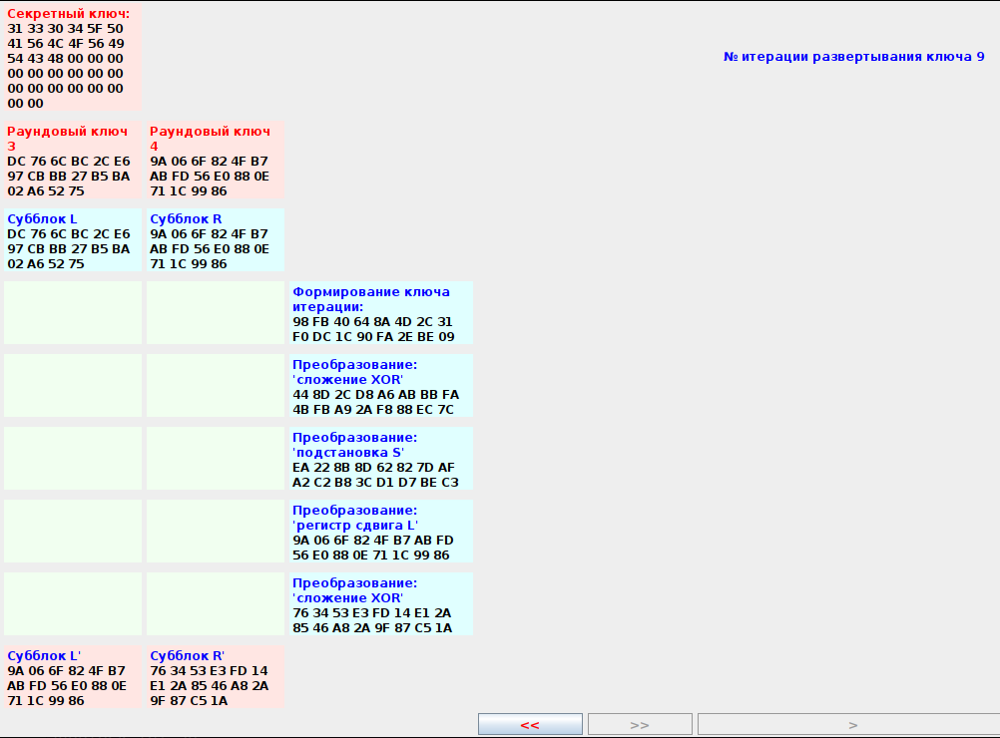 Секретный ключ:
31 33 30 34 5F 50
41 56 4C 4F 56 49
54 43 48 00 00 00
00 00 00 00 00 00
00 00 00 00 00 00
00 00
№ итерации развертывания ключа 9
Раундовый ключ
3
DC 76 6C BC 2C E6
97 CB BB 27 B5 BA
02 A6 52 75
Раундовый ключ
4
9A 06 6F 82 4F B7
AB FD 56 E0 88 0E
71 1C 99 86
Субблок L
DC 76 6C BC 2C E6
97 CB BB 27 B5 BA
02 A6 52 75
Субблок R
9A 06 6F 82 4F B7
AB FD 56 E0 88 0E
71 1C 99 86
Формирование ключа
итерации:
98 FB 40 64 8A 4D 2C 31
F0 DC 1C 90 FA 2E BE 09
Преобразование:
'сложение XOR'
44 8D 2C D8 A6 AB BB FA
4B FB A9 2A F8 88 EC 7C
Преобразование:
'подстановка S'
EA 22 8B 8D 62 82 7D AF
A2 C2 B8 3C D1 D7 BE C3
Преобразование:
'регистр сдвига L'
9A 06 6F 82 4F B7 AB FD
56 E0 88 0E 71 1C 99 86
Преобразование:
'сложение XOR'
76 34 53 E3 FD 14 E1 2A
85 46 A8 2A 9F 87 C5 1A
Субблок L'
9A 06 6F 82 4F B7
AB FD 56 E0 88 0E
71 1C 99 86
Субблок R'
76 34 53 E3 FD 14
E1 2A 85 46 A8 2A
9F 87 C5 1A
<<
>>
>